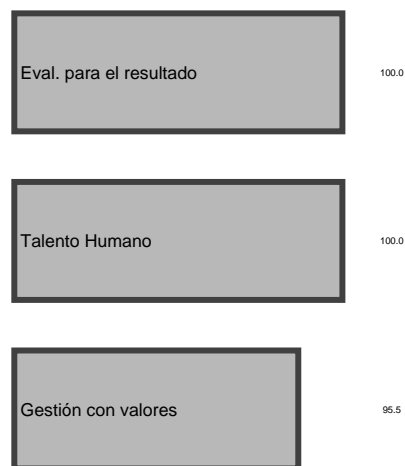 Eval. para el resultado 100.0
Talento Humano 100.0
Gestión con valores 95.5